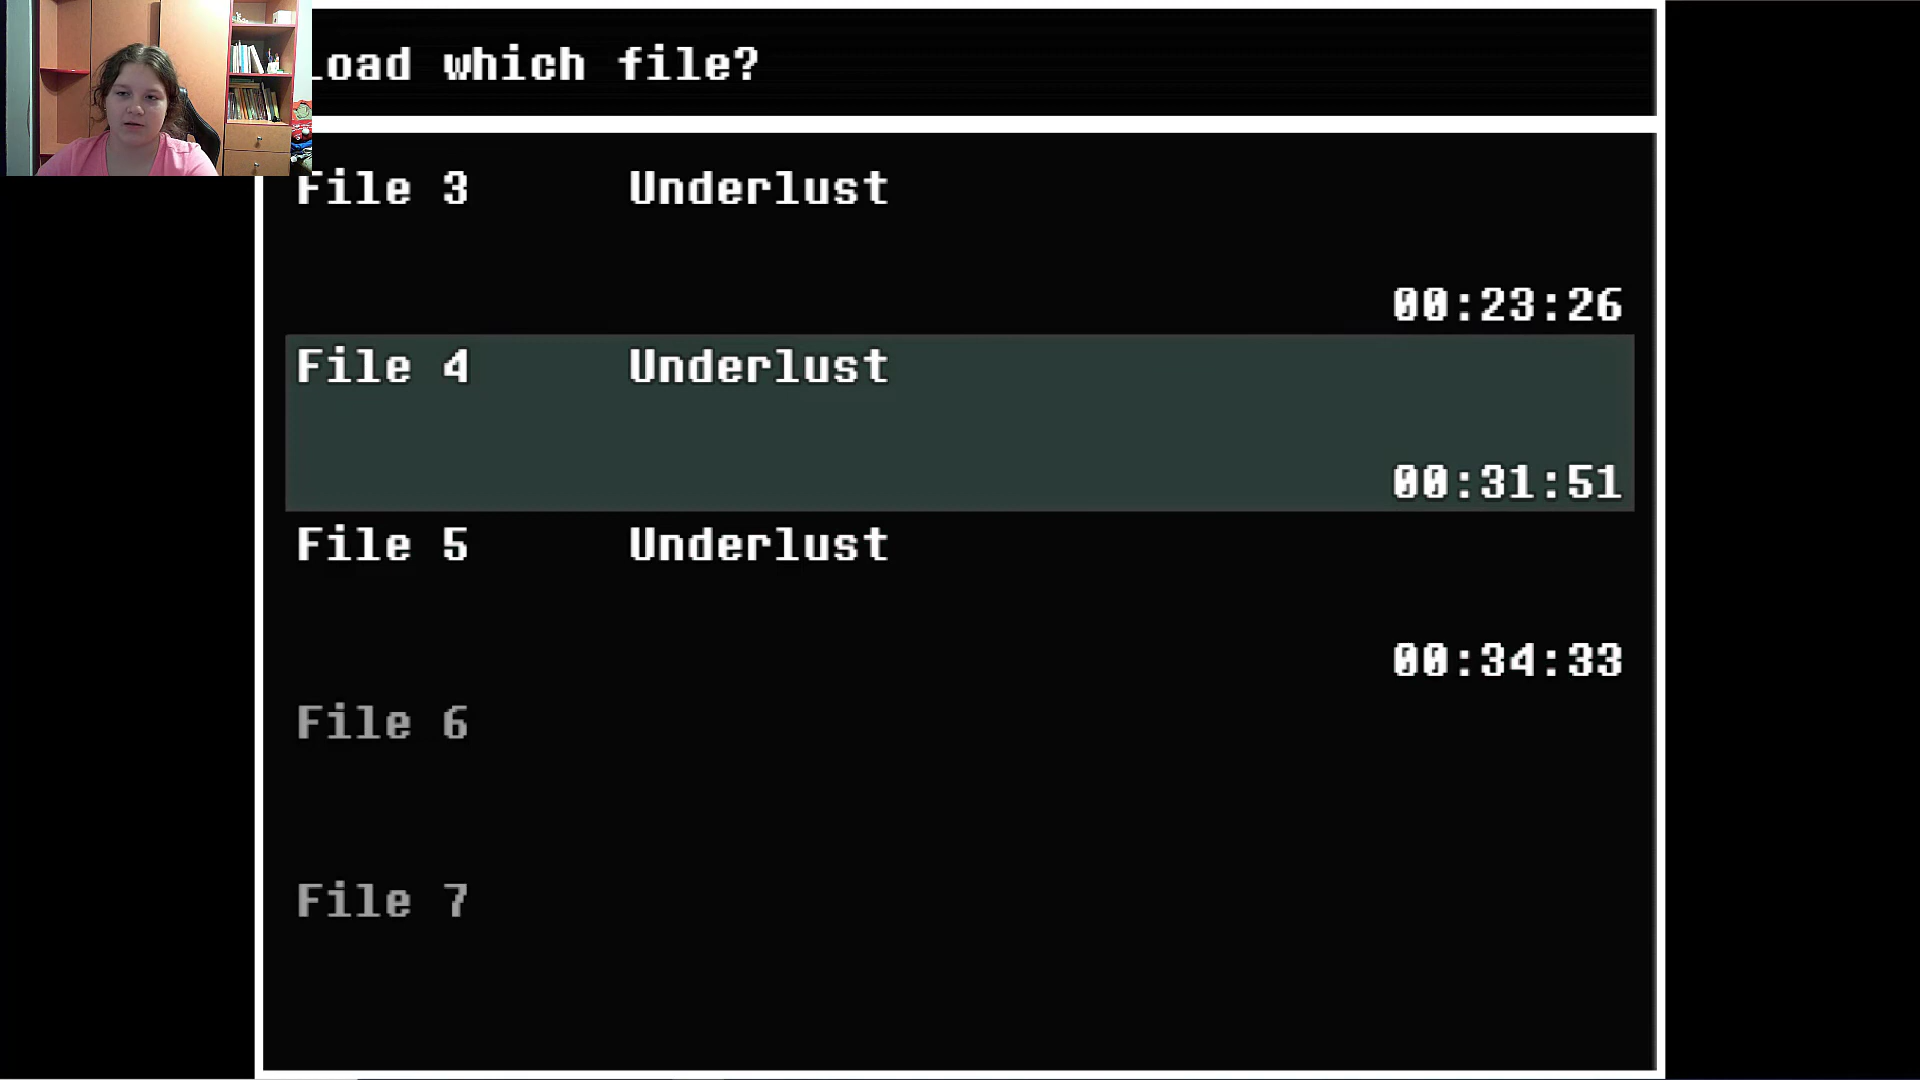 Load which file?
File 3 Underlust
00:23:26
File 4 Underlust
00:31:51
File 5 Underlust
00:34:33
File 6
File 7